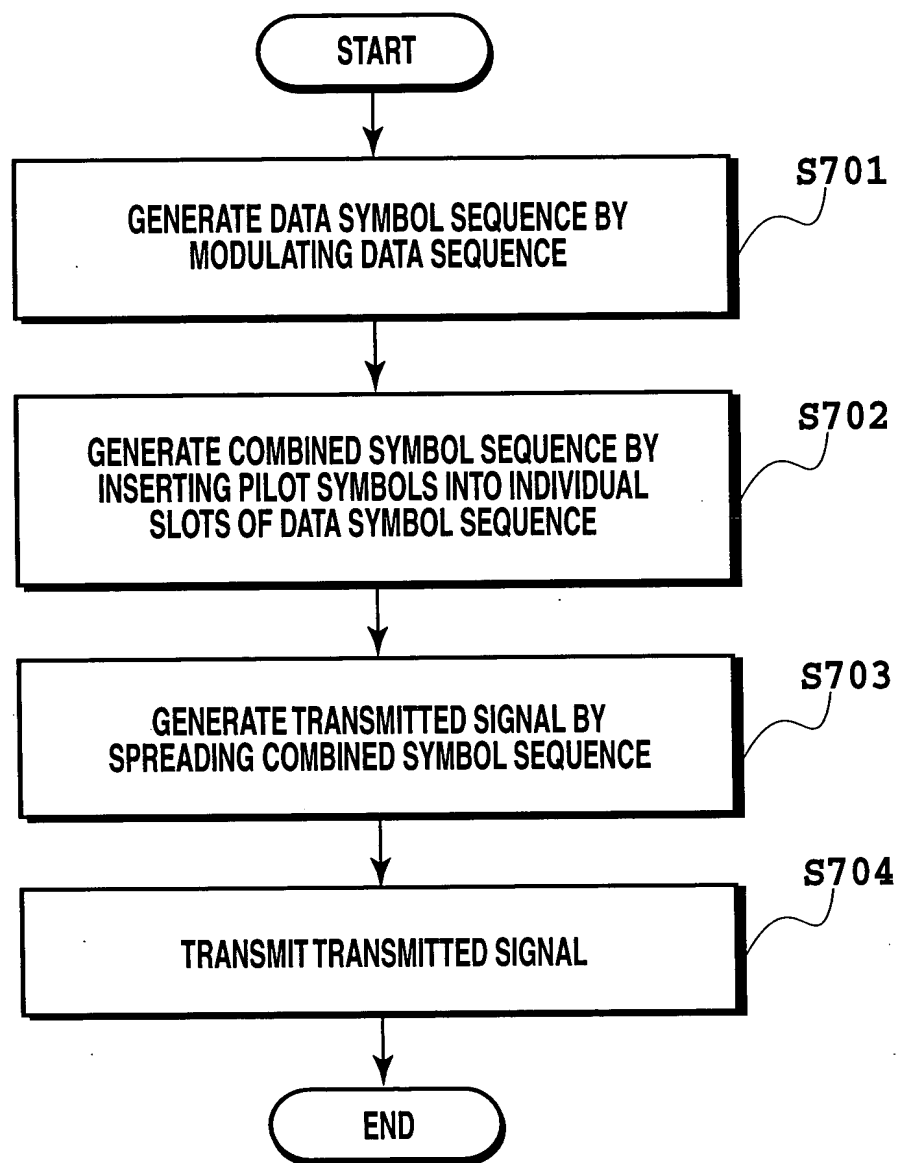 START
S701
GENERATE DATA SYMBOL SEQUENCE BY
MODULATING DATA SEQUENCE
S702
GENERATE COMBINED SYMBOL SEQUENCE BY
INSERTING PILOT SYMBOLS INTO INDIVIDUAL
SLOTS OF DATA SYMBOL SEQUENCE
S703
GENERATE TRANSMITTED SIGNAL BY
SPREADING COMBINED SYMBOL SEQUENCE
S704
TRANSMIT TRANSMITTED SIGNAL
END